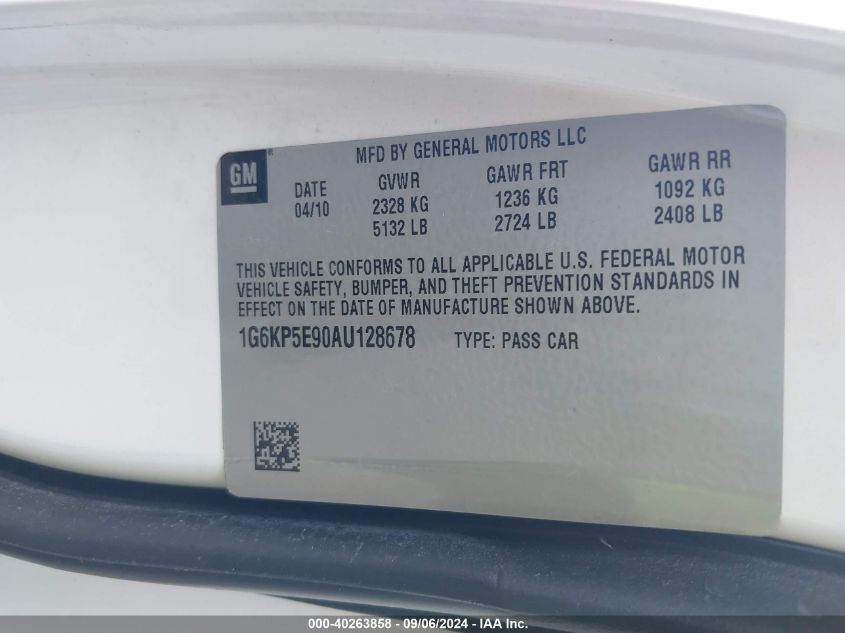 MFD BY GENERAL MOTORS LLC
GM ®
DATE GVWR GAWR FRT GAWR RR
04/10 2328 KG 1236 KG 1092 KG
5132 LB 2724 LB 2408 LB
THIS VEHICLE CONFORMS TO ALL APPLICABLE U.S. FEDERAL MOTOR
VEHICLE SAFETY, BUMPER, AND THEFT PREVENTION STANDARDS IN
EFFECT ON THE DATE OF MANUFACTURE SHOWN ABOVE.
1G6KP5E90AU128678 TYPE: PASS CAR
000-40263858 - 09/06/2024 - IAA Inc.